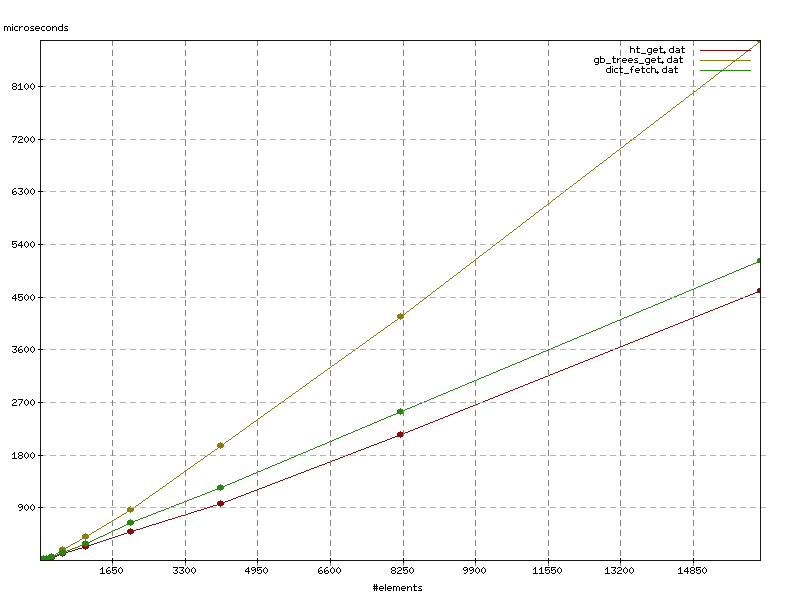 microseconds
ht_get.dat
gb_trees_get.dat
dict_fetch.dat
8100
7200
6300
5400
4500
3600
2700
1800
900
1650 3300 4950 6600 8250 9900 11550 13200 14850
#elements